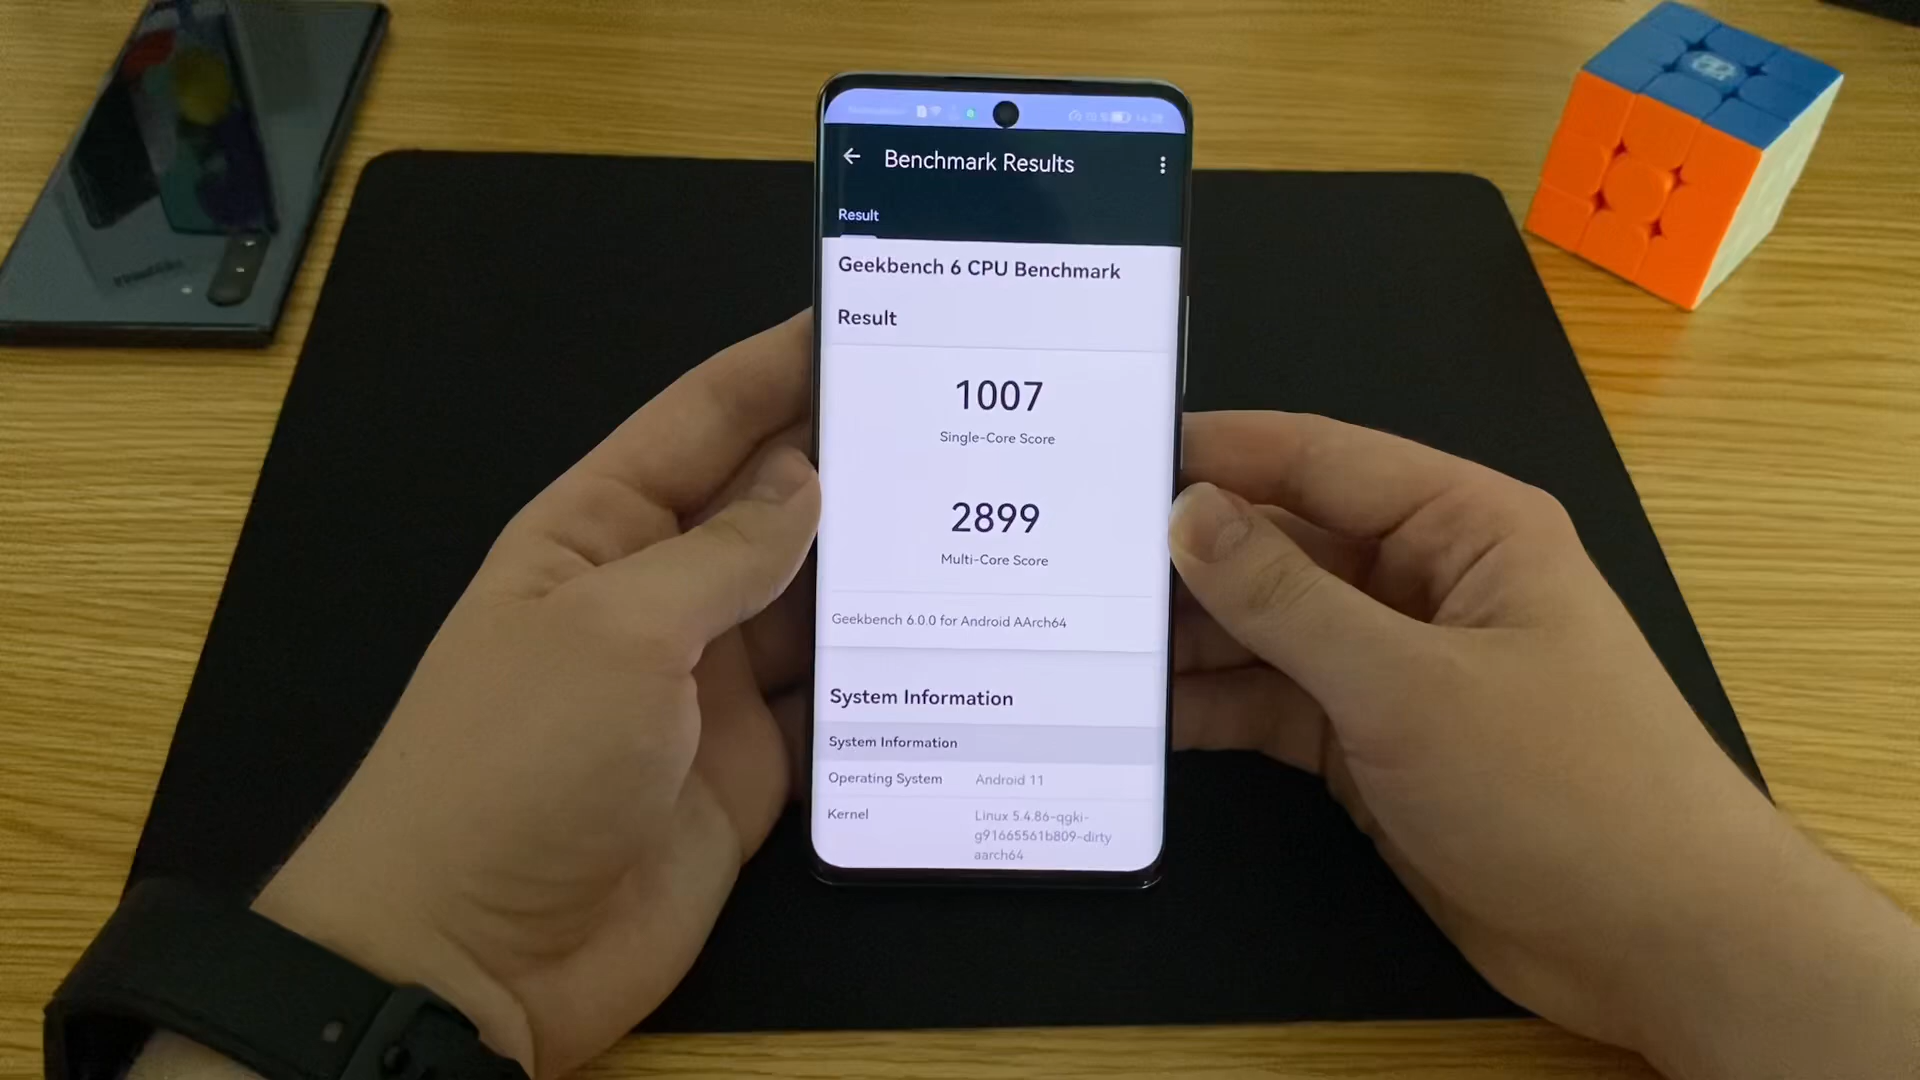 Benchmark Results
Result
Geekbench 6 CPU Benchmark
Result
1007
Single-Core Score
2899
Multi-Core Score
Geekbench 6.0.0 for Android AArch64
System Information
System Information
Operating System Android 11
Kernel Linux 5.4.86-qgki-
g91665561b809-dirty
aarch64